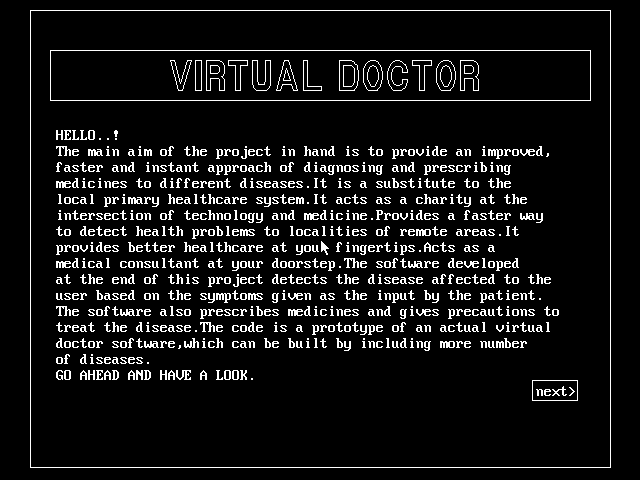 VIRTUAL DOCTOR
HELLO..!
The main aim of the project in hand is to provide an improved,
faster and instant approach of diagnosing and prescribing
medicines to different diseases.It is a substitute to the
local primary healthcare system.It acts as a charity at the
intersection of technology and medicine.Provides a faster way
to detect health problems to localities of remote areas.It
provides better healthcare at your fingertips.Acts as a
medical consultant at your doorstep.The software developed
at the end of this project detects the disease affected to the
user based on the symptoms given as the input by the patient.
The software also prescribes medicines and gives precautions to
treat the disease.The code is a prototype of an actual virtual
doctor software,which can be built by including more number
of diseases.
GO AHEAD AND HAVE A LOOK.
next>